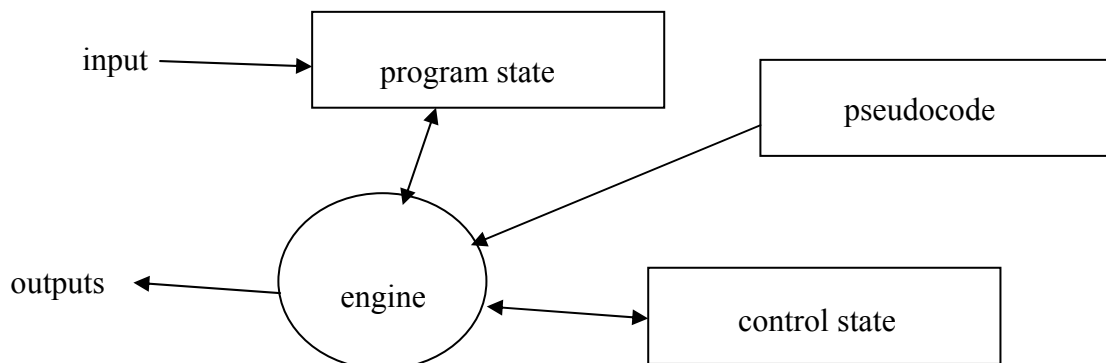 input
program state
pseudocode
outputs
engine
control state